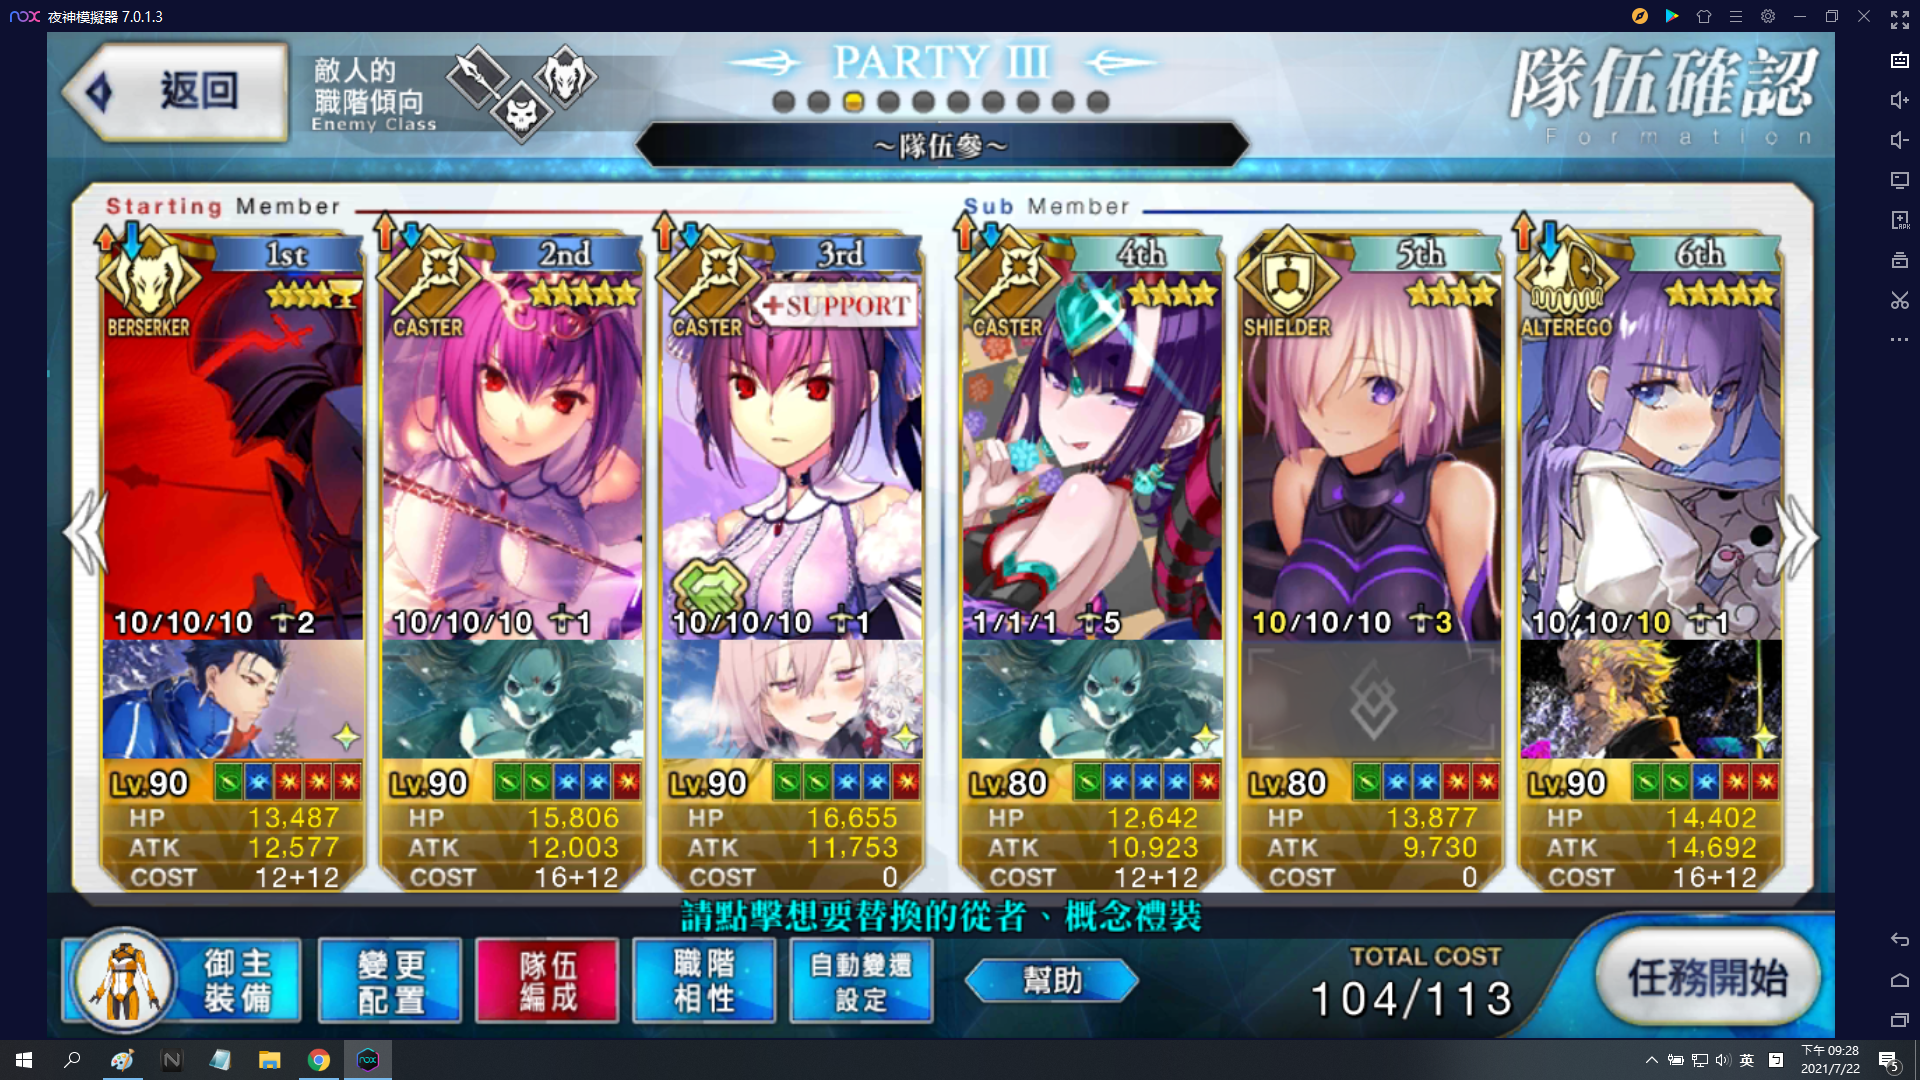 nox 夜神模擬器 7.0.1.3
返回
敵人的
職階傾向
Enemy Class
PARTY III
～隊伍參～
隊伍確認
Formation
Starting Member
Sub Member
1st
BERSERKER
10/10/10 2
Lv.90
HP 13,487
ATK 12,577
COST 12+12
2nd
CASTER
10/10/10 1
Lv.90
HP 15,806
ATK 12,003
COST 16+12
3rd
+SUPPORT
CASTER
10/10/10 1
Lv.90
HP 16,655
ATK 11,753
COST 0
4th
CASTER
1/1/1 5
Lv.80
HP 12,642
ATK 10,923
COST 12+12
5th
SHIELDER
10/10/10 3
Lv.80
HP 13,877
ATK 9,730
COST 0
6th
ALTEREGO
10/10/10 1
Lv.90
HP 14,402
ATK 14,692
COST 16+12
請點擊想要替換的從者、概念禮裝
御主
裝備
變更
配置
隊伍
編成
職階
相性
自動變還
設定
幫助
TOTAL COST
104/113
任務開始
英
下午 09:28
2021/7/22
5